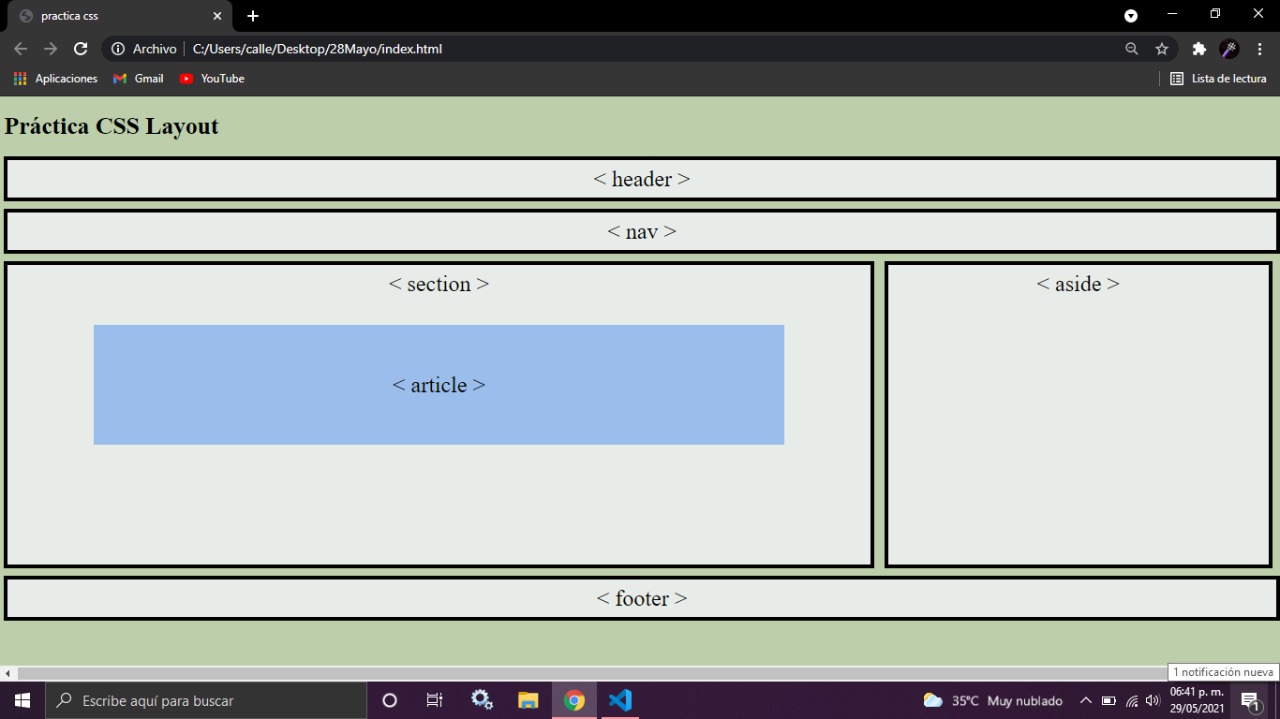 practica css
Archivo C:/Users/calle/Desktop/28Mayo/index.html
Aplicaciones Gmail YouTube Lista de lectura
Práctica CSS Layout
< header >
< nav >
< section > < aside >
< article >
< footer >
1 notificación nueva
Escribe aquí para buscar 35°C Muy nublado 06:41 p. m.
29/05/2021
1